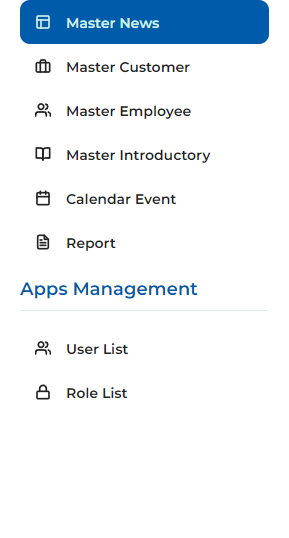 Master News
Master Customer
Master Employee
Master Introductory
Calendar Event
Report
Apps Management
User List
Role List